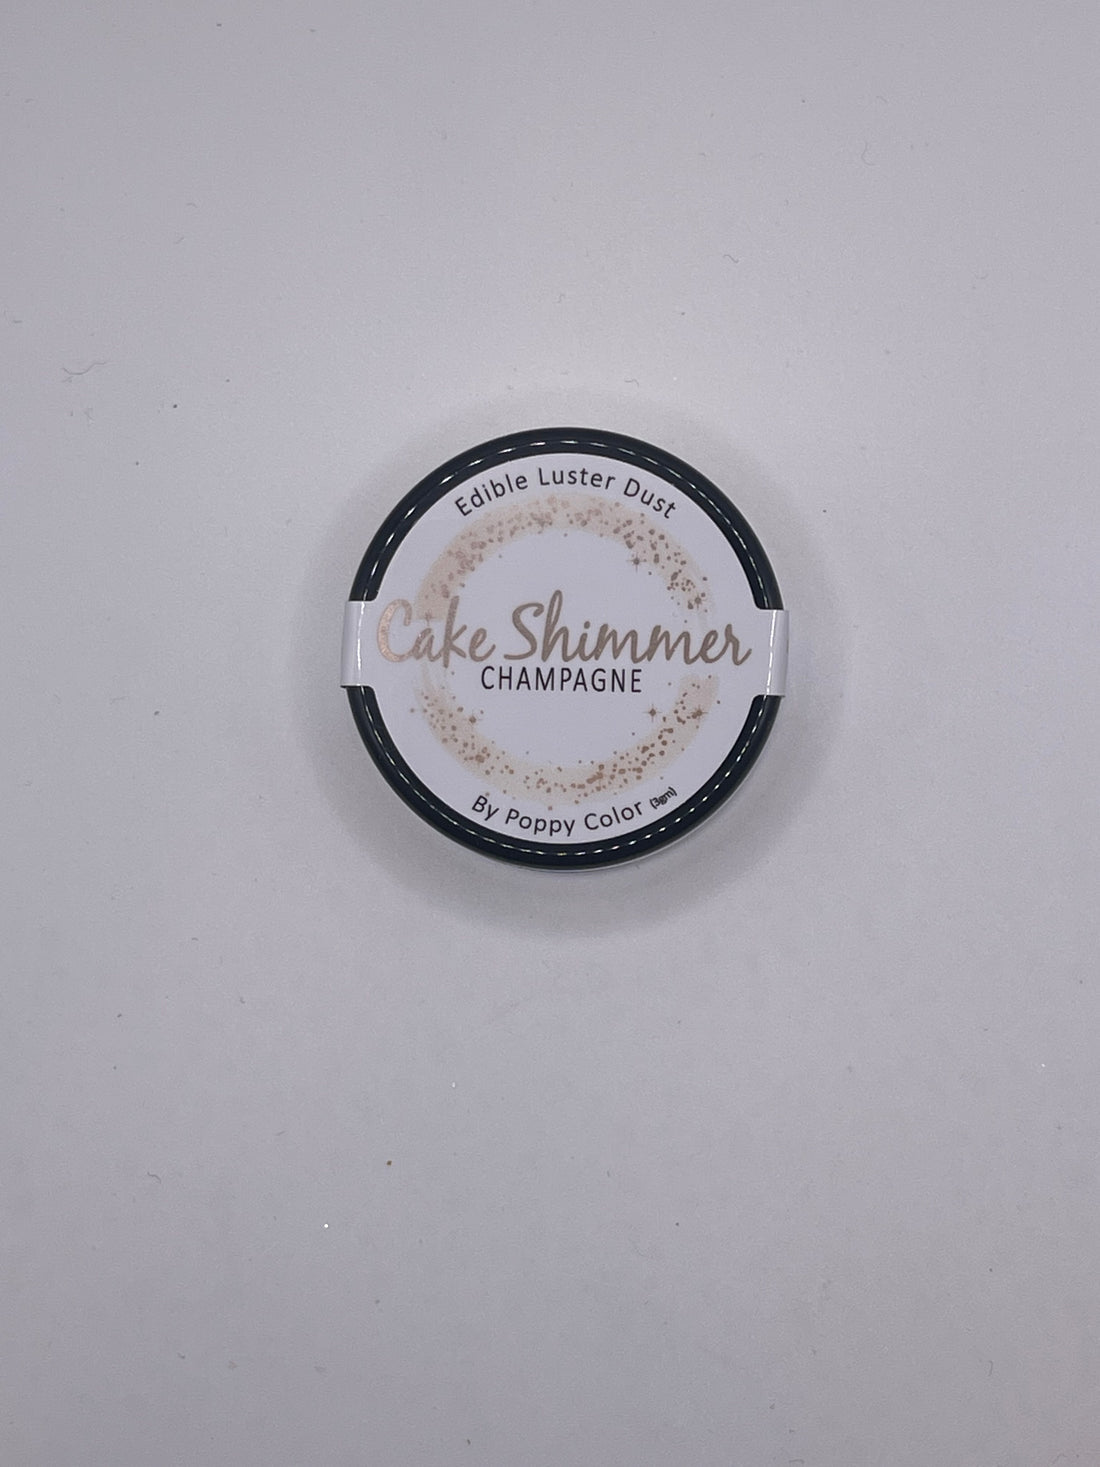 Edible Luster Dust
Cake Shimmer
CHAMPAGNE
By Poppy Color (3gm)